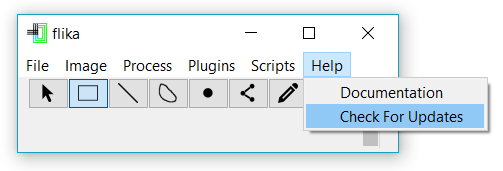 flika
File Image Process Plugins Scripts Help
Documentation
Check For Updates